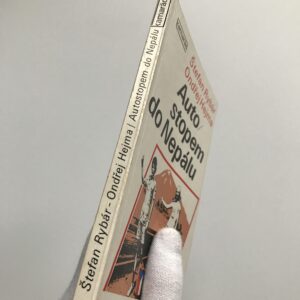 Štefan Rybár - Ondřej Hejma / Autostopem do Nepálu
Štefan Rybár
Ondřej Hejma
Auto
stopem
do Nepálu